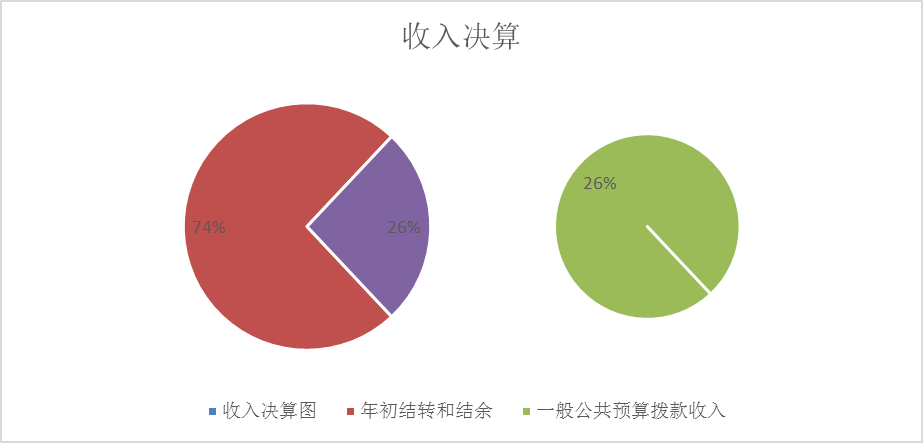 收入决算
74%
26%
26%
收入决算图
年初结转和结余
一般公共预算拨款收入